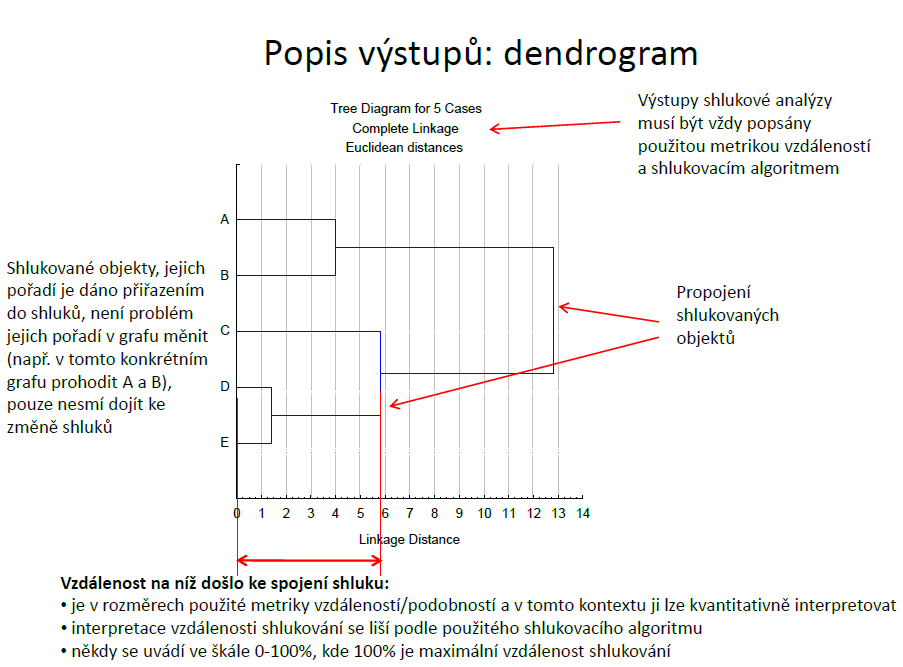 Popis výstupů: dendrogram
Tree Diagram for 5 Cases
Complete Linkage
Euclidean distances
Výstupy shlukové analýzy
musí být vždy popsány
použitou metrikou vzdáleností
a shlukovacím algoritmem
Shlukované objekty, jejich
pořadí je dáno přiřazením
do shluků, není problém
jejich pořadí v grafu měnit
(např. v tomto konkrétním
grafu prohodit A a B),
pouze nesmí dojít ke
změně shluků
A
B
C
D
E
Propojení
shlukovaných
objektů
0 1 2 3 4 5 6 7 8 9 10 11 12 13 14
Linkage Distance
Vzdálenost na níž došlo ke spojení shluku:
• je v rozměrech použité metriky vzdáleností/podobností a v tomto kontextu ji lze kvantitativně interpretovat
• interpretace vzdálenosti shlukování se liší podle použitého shlukovacího algoritmu
• někdy se uvádí ve škále 0-100%, kde 100% je maximální vzdálenost shlukování